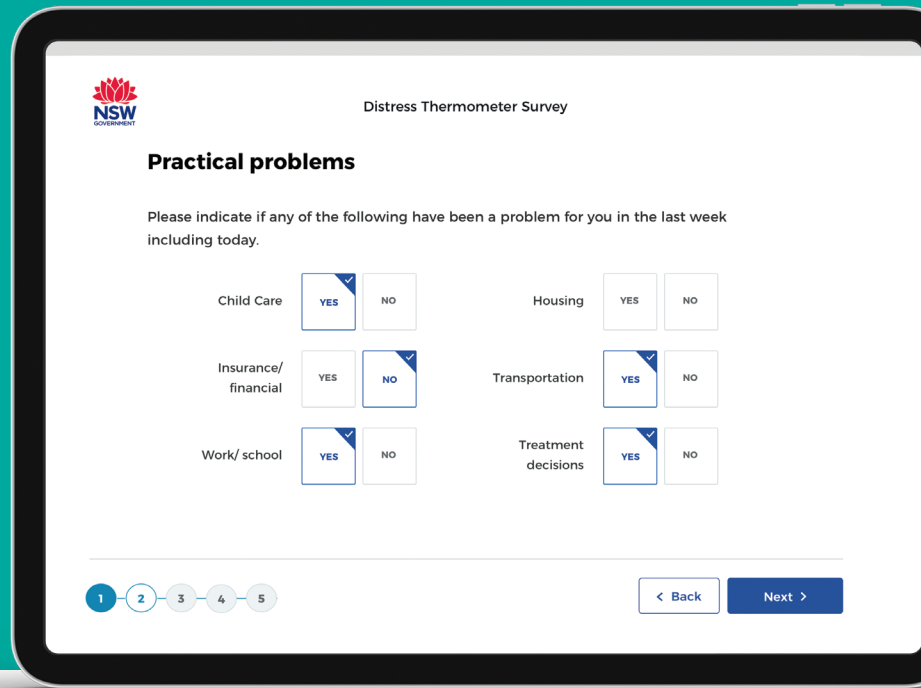 NSW
GOVERNMENT
Distress Thermometer Survey
Practical problems
Please indicate if any of the following have been a problem for you in the last week
including today.
Child Care YES NO
Housing YES NO
Insurance/
financial YES NO
Transportation YES NO
Work/ school YES NO
Treatment
decisions YES NO
1 2 3 4 5
< Back
Next >